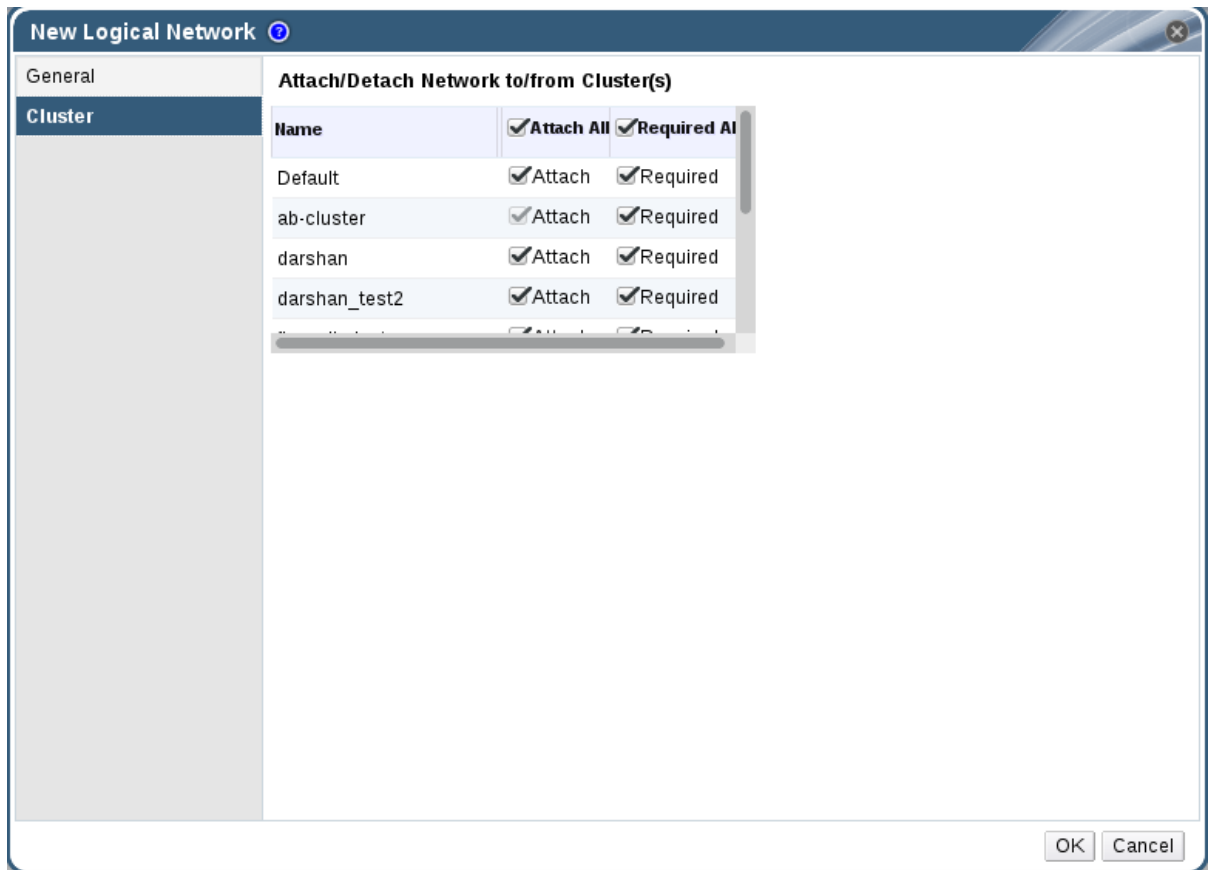 New Logical Network ?
General
Cluster
Attach/Detach Network to/from Cluster(s)
Name Attach All Required Al
Default Attach Required
ab-cluster Attach Required
darshan Attach Required
darshan_test2 Attach Required
OK Cancel